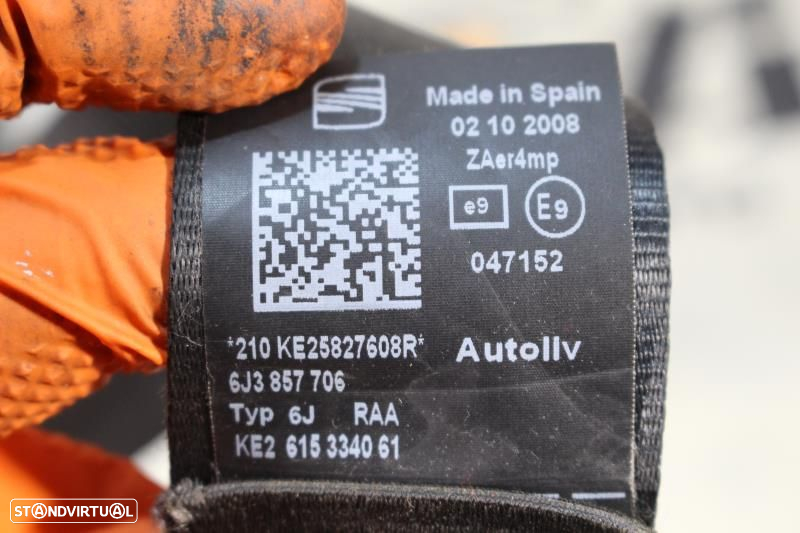 Made in Spain
02 10 2008
ZAer4mp
e9 E9
047152
*210 KE25827608R*
Autoliv
6J3 857 706
Typ 6J RAA
KE2 615 3340 61
STANDVIRTUAL